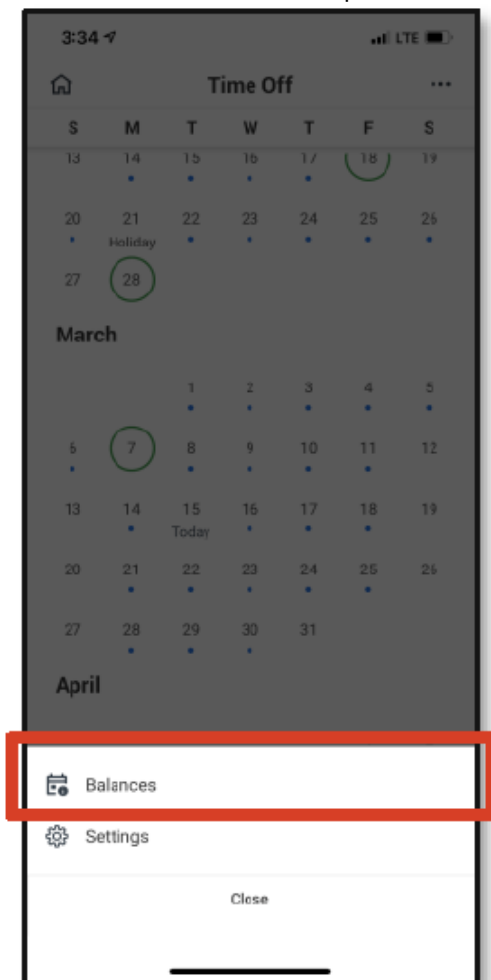 3:34 LTE
Time Off ...
S M T W T F S
13 14 15 16 17 18 19
20 21 22 23 24 25 26
Holiday
27 28
March
1 2 3 4 5
6 7 8 9 10 11 12
13 14 15 16 17 18 19
Today
20 21 22 23 24 25 26
27 28 29 30 31
April
Balances
Settings
Close